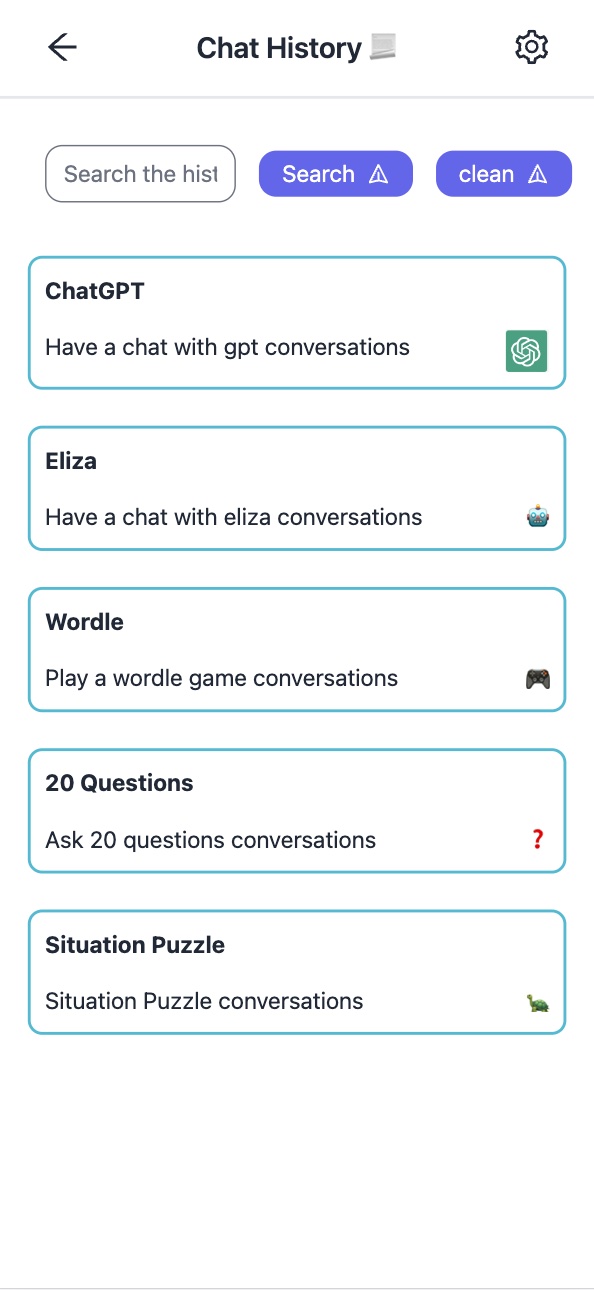 Chat History
Search the hist
Search
clean
ChatGPT
Have a chat with gpt conversations
Eliza
Have a chat with eliza conversations
Wordle
Play a wordle game conversations
20 Questions
Ask 20 questions conversations
❓
Situation Puzzle
Situation Puzzle conversations